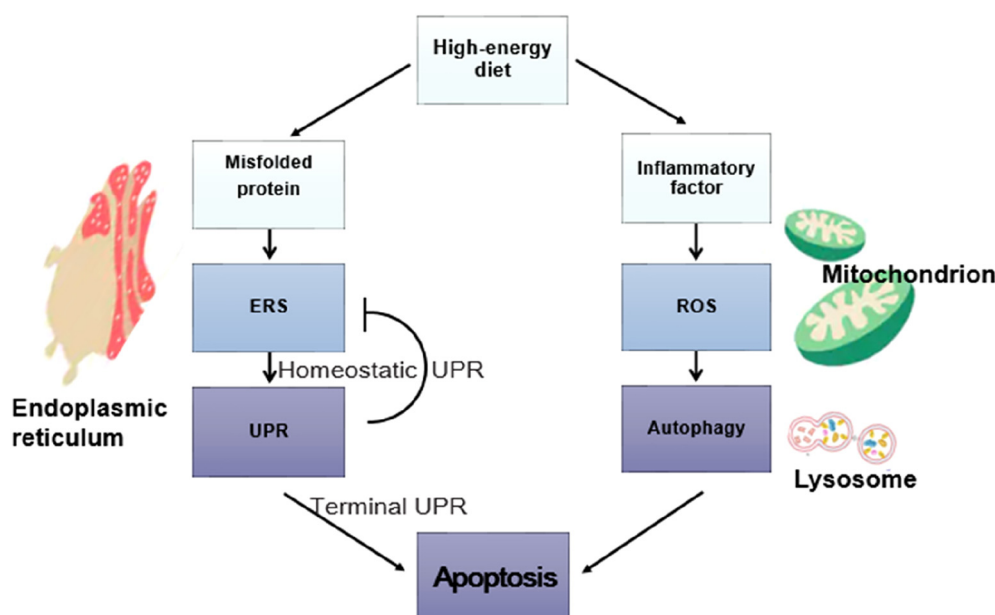 High-energy
diet
Misfolded
protein
Inflammatory
factor
Mitochondrion
ERS
ROS
Homeostatic UPR
Endoplasmic
reticulum
UPR
Autophagy
Lysosome
Terminal UPR
Apoptosis